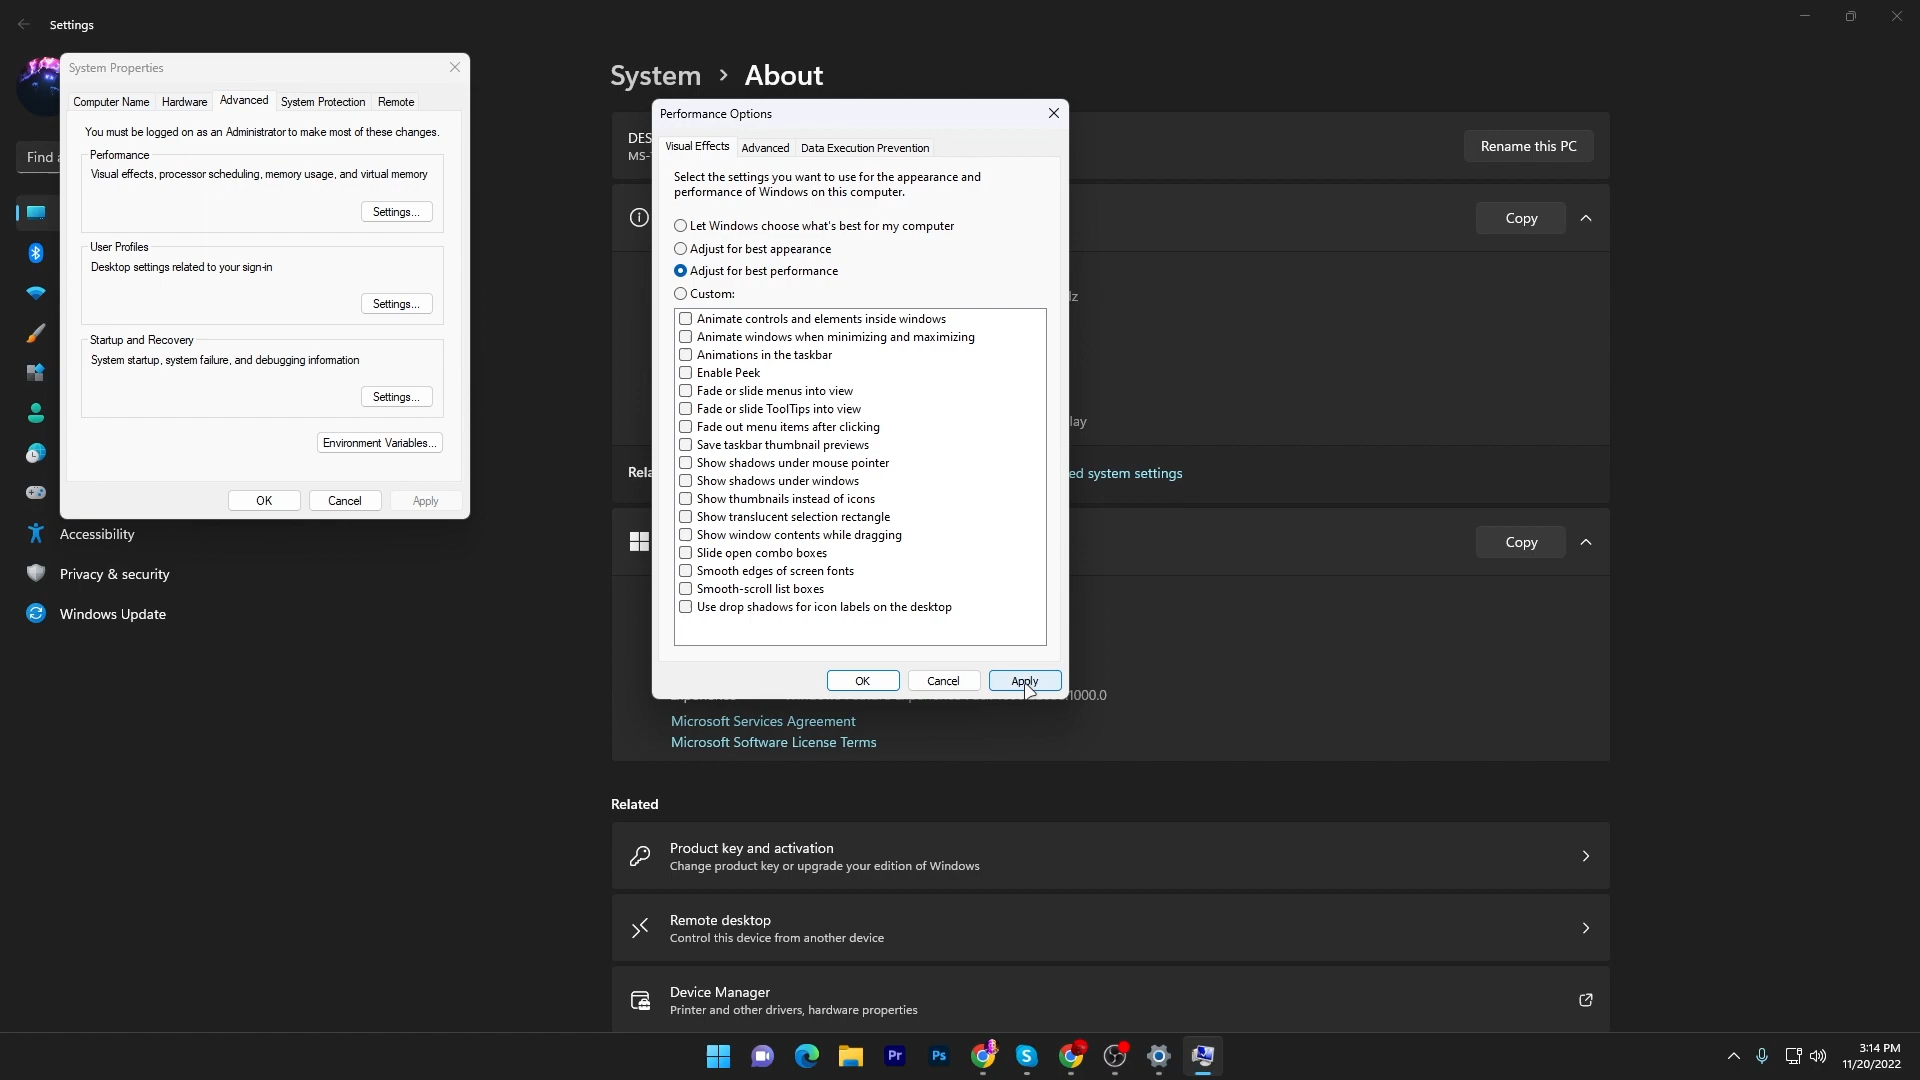 Settings
System Properties
Computer Name
Hardware
Advanced
System Protection
Remote
You must be logged on as an Administrator to make most of these changes.
Performance
Visual effects, processor scheduling, memory usage, and virtual memory
Settings...
User Profiles
Desktop settings related to your sign-in
Settings...
Startup and Recovery
System startup, system failure, and debugging information
Settings...
Environment Variables...
OK
Cancel
Apply
Find
Accessibility
Privacy & security
Windows Update
System > About
DES
MS-
Rename this PC
Copy
Rela
ed system settings
Copy
1000.0
Microsoft Services Agreement
Microsoft Software License Terms
Performance Options
Visual Effects
Advanced
Data Execution Prevention
Select the settings you want to use for the appearance and
performance of Windows on this computer.
Let Windows choose what's best for my computer
Adjust for best appearance
Adjust for best performance
Custom:
Animate controls and elements inside windows
Animate windows when minimizing and maximizing
Animations in the taskbar
Enable Peek
Fade or slide menus into view
Fade or slide ToolTips into view
Fade out menu items after clicking
Save taskbar thumbnail previews
Show shadows under mouse pointer
Show shadows under windows
Show thumbnails instead of icons
Show translucent selection rectangle
Show window contents while dragging
Slide open combo boxes
Smooth edges of screen fonts
Smooth-scroll list boxes
Use drop shadows for icon labels on the desktop
OK
Cancel
Apply
Related
Product key and activation
Change product key or upgrade your edition of Windows
Remote desktop
Control this device from another device
Device Manager
Printer and other drivers, hardware properties
Pr
Ps
3:14 PM
11/20/2022